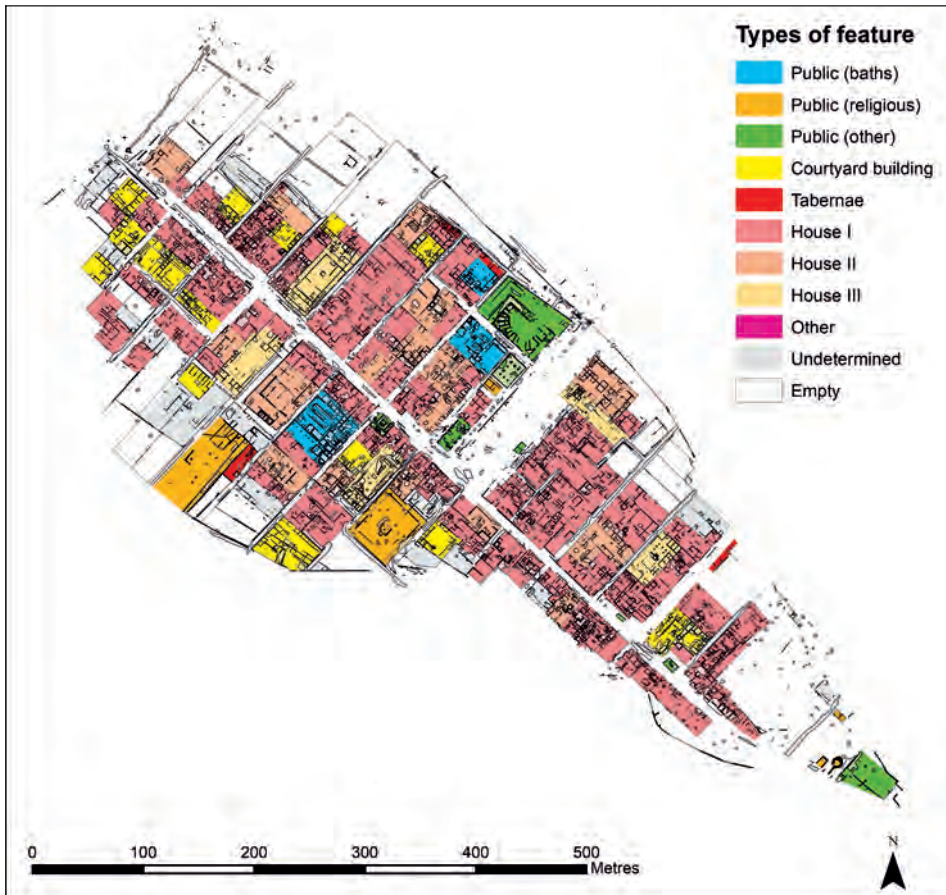 Types of feature
Public (baths)
Public (religious)
Public (other)
Courtyard building
Tabernae
House I
House II
House III
Other
Undetermined
Empty
0 100 200 300 400 500
Metres
N